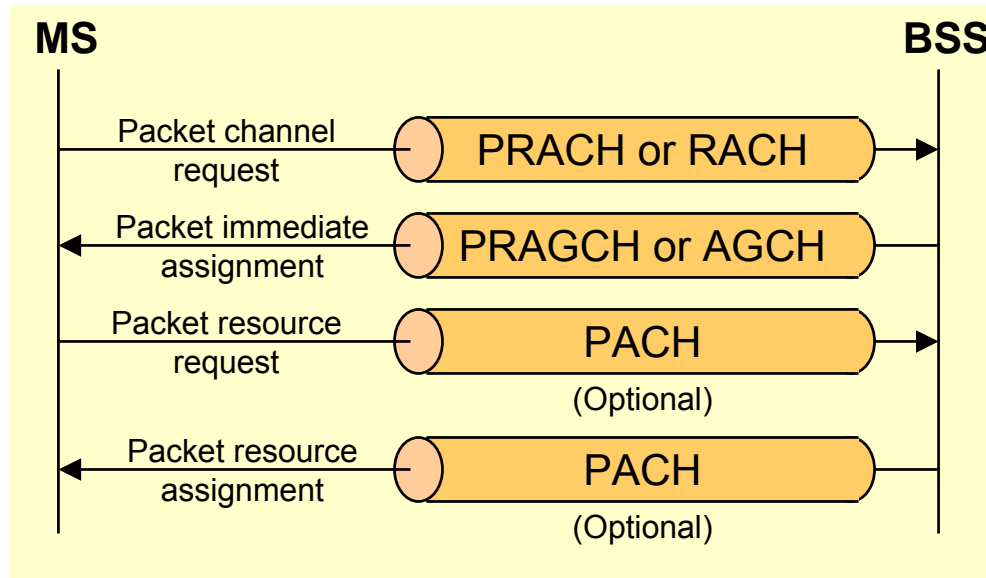 MS
BSS
Packet channel
request
PRACH or RACH
Packet immediate
assignment
PRAGCH or AGCH
Packet resource
request
PACH
(Optional)
Packet resource
assignment
PACH
(Optional)